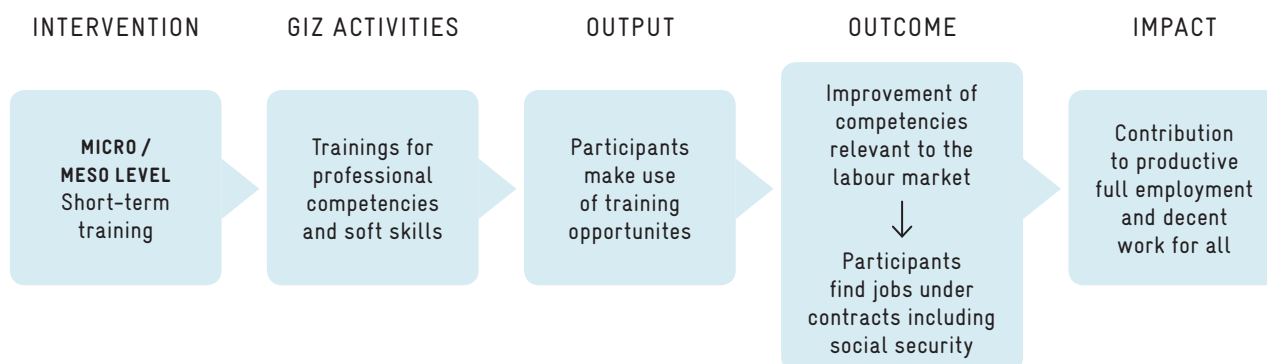 INTERVENTION
GIZ ACTIVITIES
OUTPUT
OUTCOME
IMPACT
MICRO /
MESO LEVEL
Short-term
training
Trainings for
professional
competencies
and soft skills
Participants
make use
of training
opportunites
Improvement of
competencies
relevant to the
labour market
Participants
find jobs under
contracts including
social security
Contribution
to productive
full employment
and decent
work for all